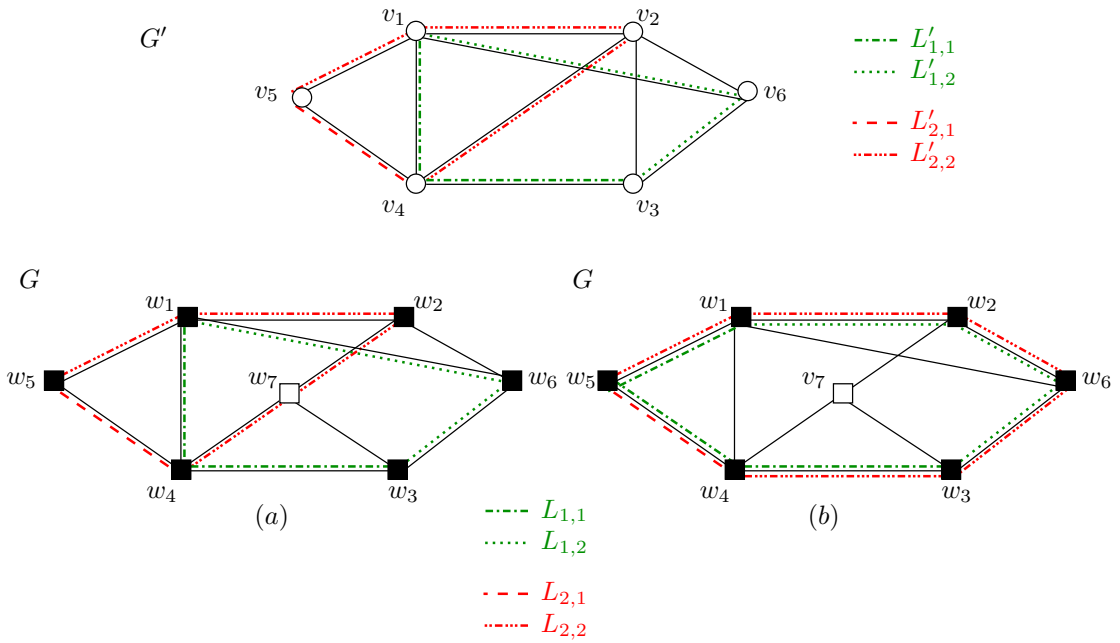 G′ v₁ v₂ L′₁,₁
L′₁,₂
v₅ v₆
L′₂,₁
L′₂,₂
v₄ v₃
G G
w₁ w₂ w₁ w₂
w₅ w₇ w₆ w₅ v₇ w₆
w₄ w₃ w₄ w₃
(a) (b)
L₁,₁
L₁,₂
L₂,₁
L₂,₂